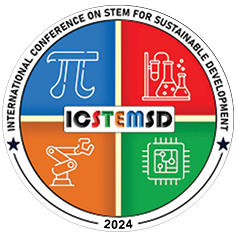 INTERNATIONAL CONFERENCE ON STEM FOR SUSTAINABLE DEVELOPMENT
π
ICSTEMSD
2024